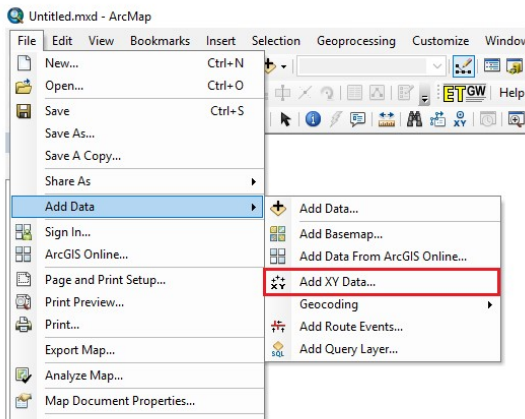 Untitled.mxd - ArcMap
File Edit View Bookmarks Insert Selection Geoprocessing Customize Window
New... Ctrl+N
Open... Ctrl+O
ETGW Help
Save Ctrl+S
XY
Save As...
Save A Copy...
Share As
Add Data
Add Data...
Sign In...
Add Basemap...
ArcGIS Online...
Add Data From ArcGIS Online...
Page and Print Setup...
XY Add XY Data...
Print Preview...
Geocoding
Print...
Add Route Events...
Export Map...
SQL Add Query Layer...
Analyze Map...
Map Document Properties...